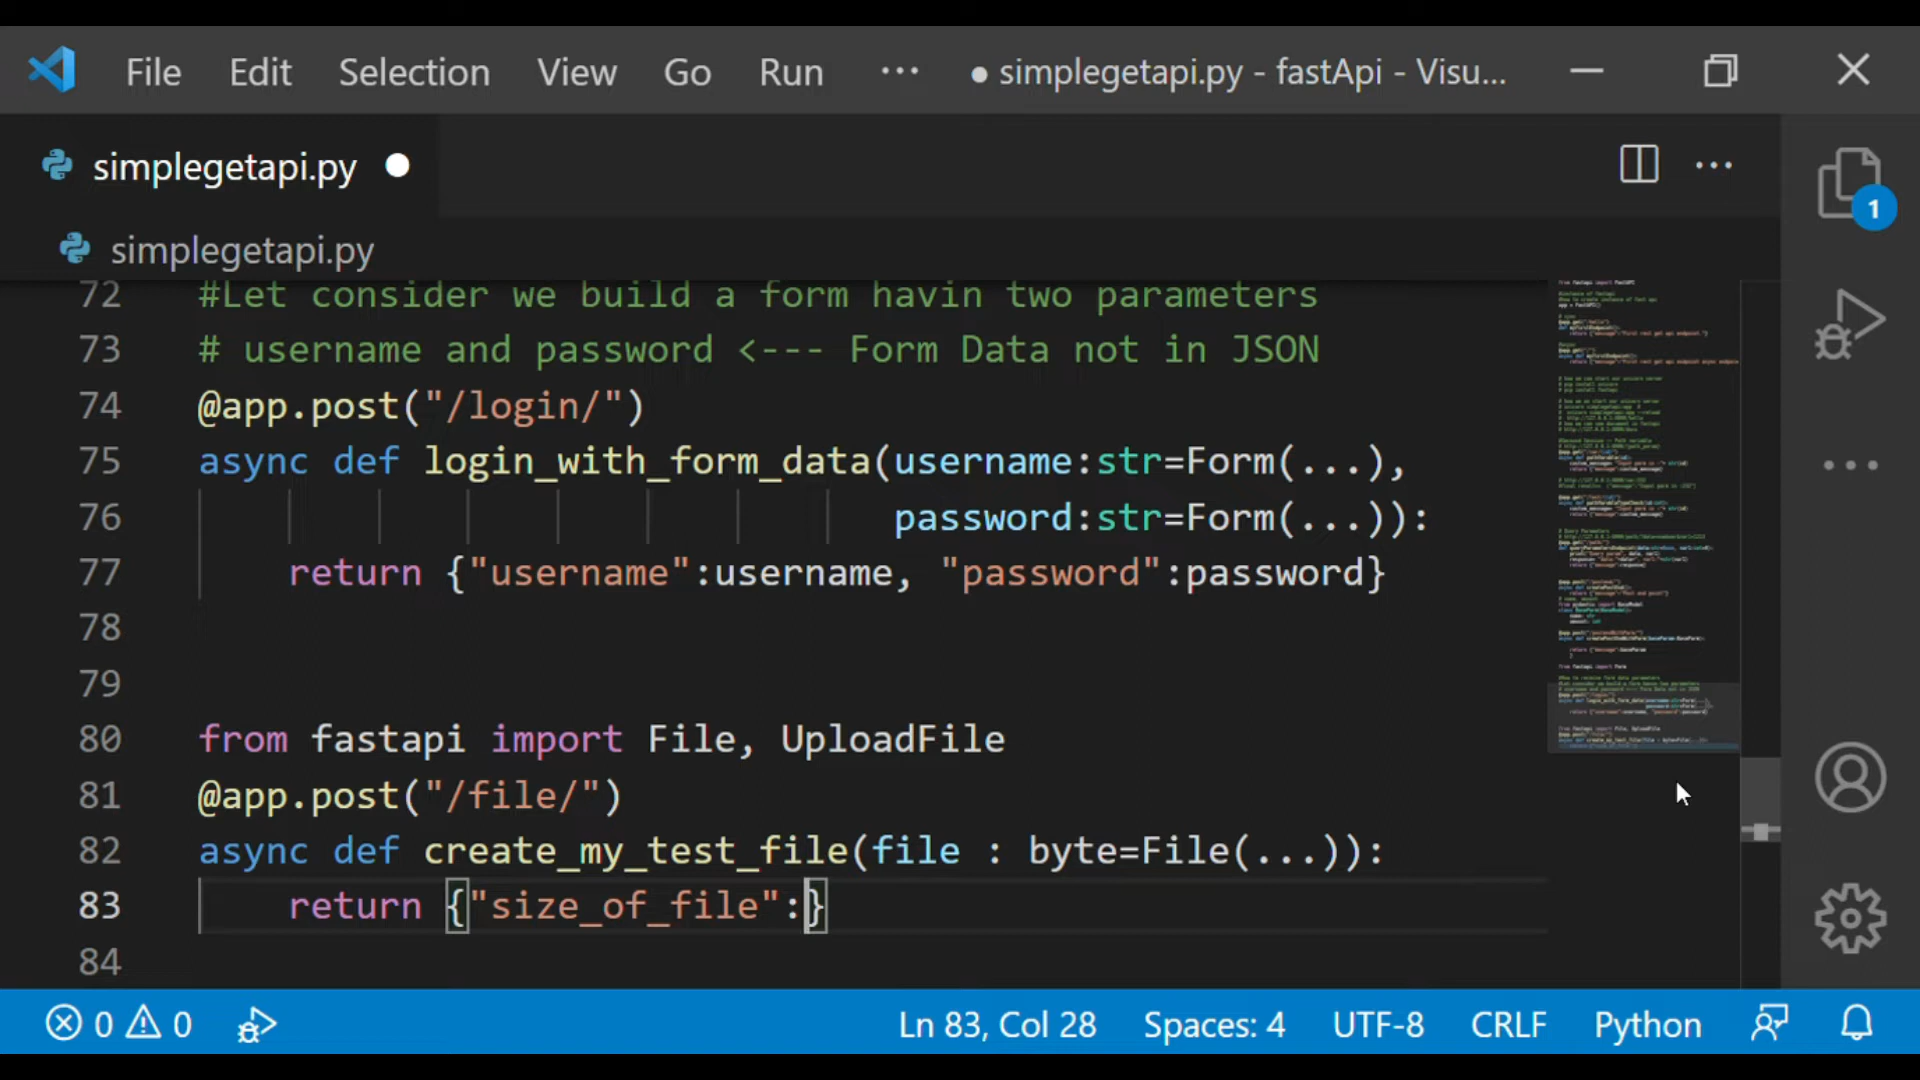 File Edit Selection View Go Run ··· ● simplegetapi.py - fastApi - Visu...
simplegetapi.py ●
1
simplegetapi.py
72 #Let consider we build a form havin two parameters
73 # username and password <--- Form Data not in JSON
74 @app.post("/login/")
75 async def login_with_form_data(username:str=Form(...),
76 password:str=Form(...)):
77 return {"username":username, "password":password}
78
79
80 from fastapi import File, UploadFile
81 @app.post("/file/")
82 async def create_my_test_file(file : byte=File(...)):
83 return {"size_of_file":}
84
0 0 Ln 83, Col 28 Spaces: 4 UTF-8 CRLF Python